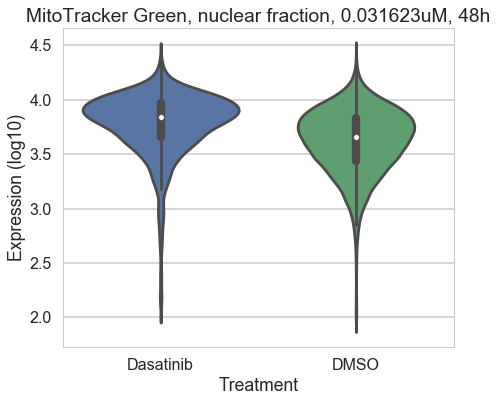 MitoTracker Green, nuclear fraction, 0.031623uM, 48h
4.5
4.0
3.5
3.0
2.5
2.0
Expression (log10)
Dasatinib
DMSO
Treatment